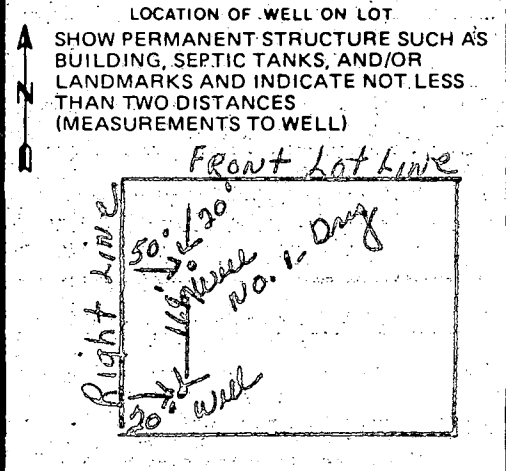 LOCATION OF WELL ON LOT
SHOW PERMANENT STRUCTURE SUCH AS
BUILDING, SEPTIC TANKS, AND/OR
LANDMARKS AND INDICATE NOT LESS
THAN TWO DISTANCES
(MEASUREMENTS TO WELL)
N
FRONT Lot Line
Right Line
50'
20'
Well
NO. 1-
Well
20'